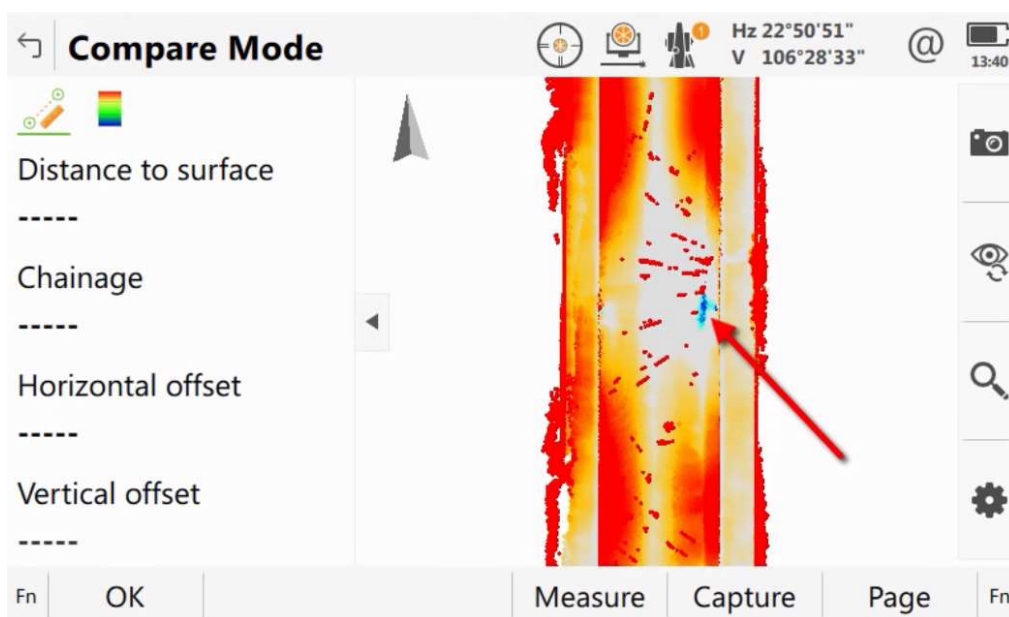 Compare Mode
1
Hz 22°50'51"
V 106°28'33"
@
13:40
Distance to surface
-----
Chainage
-----
Horizontal offset
-----
Vertical offset
-----
Fn OK Measure Capture Page Fn